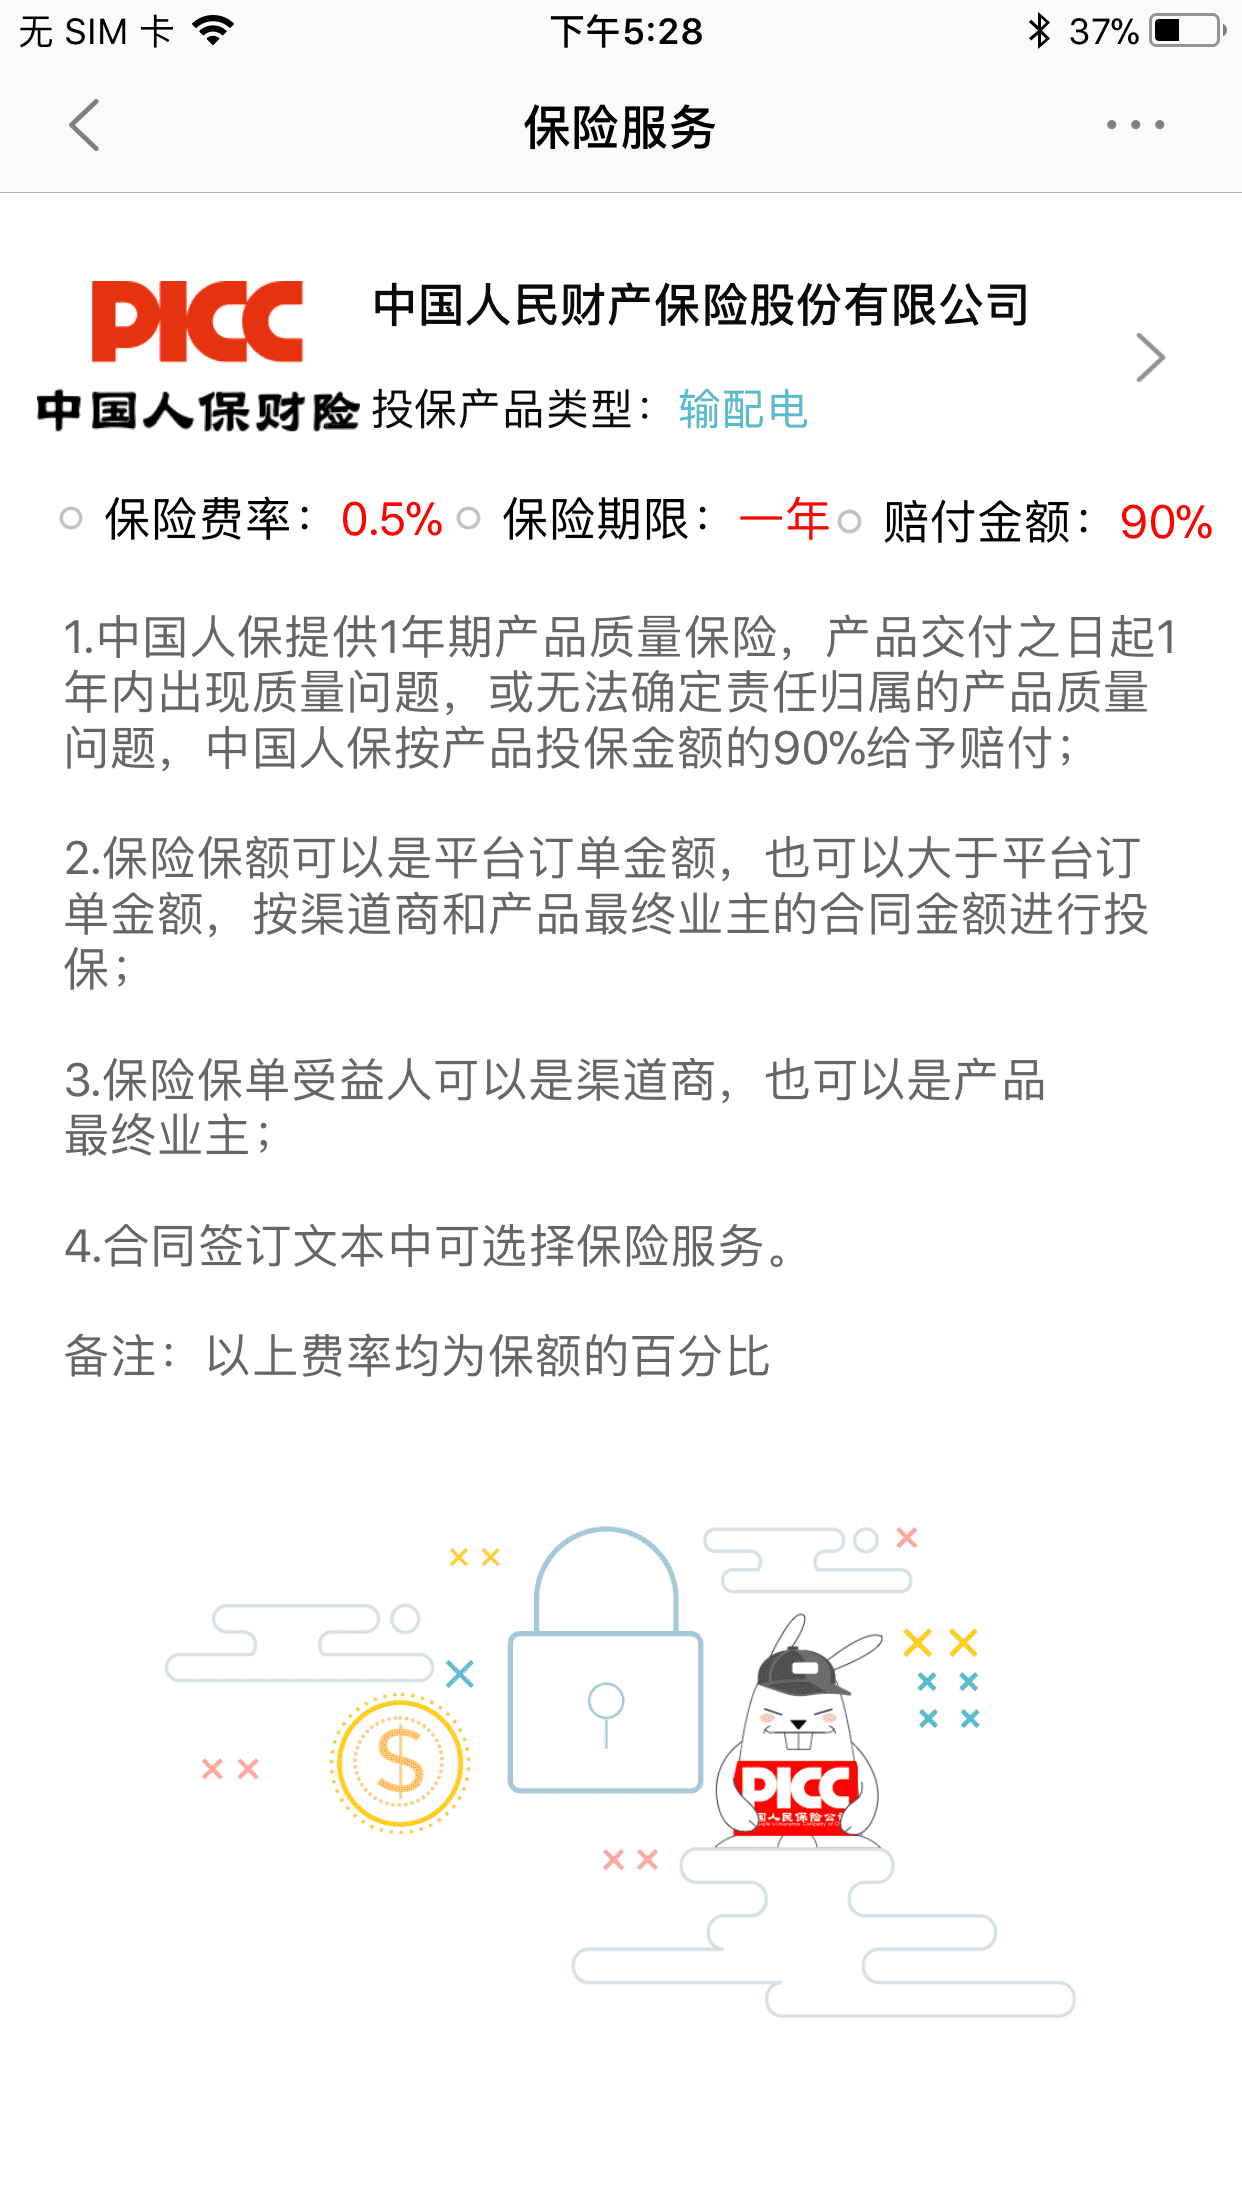 无 SIM 卡
下午5:28
37%
保险服务
PICC
中国人保财险
中国人民财产保险股份有限公司
投保产品类型：输配电
保险费率：0.5%
保险期限：一年
赔付金额：90%
1.中国人保提供1年期产品质量保险，产品交付之日起1
年内出现质量问题，或无法确定责任归属的产品质量
问题，中国人保按产品投保金额的90%给予赔付；
2.保险保额可以是平台订单金额，也可以大于平台订
单金额，按渠道商和产品最终业主的合同金额进行投
保；
3.保险保单受益人可以是渠道商，也可以是产品
最终业主；
4.合同签订文本中可选择保险服务。
备注：以上费率均为保额的百分比
$
PICC
国人民保险公